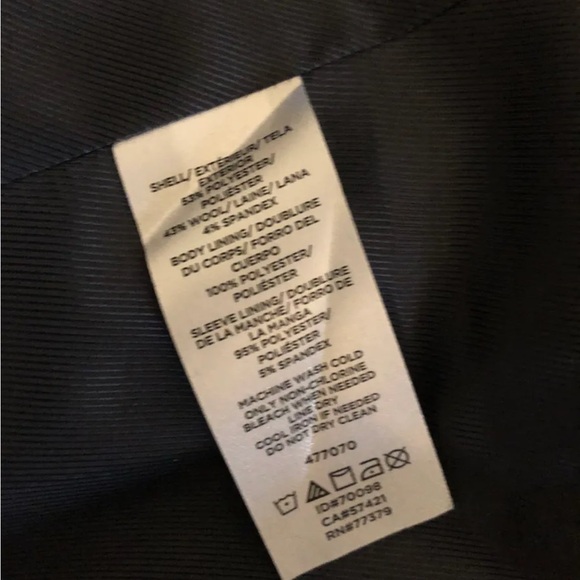 SHELL/ EXTÉRIEUR/ TELA
EXTERIOR
53% POLYESTER/
POLIÉSTER
43% WOOL/ LAINE/ LANA
4% SPANDEX
BODY LINING/ DOUBLURE
DU CORPS/ FORRO DEL
CUERPO
100% POLYESTER/
POLIÉSTER
SLEEVE LINING/ DOUBLURE
DE LA MANCHE/ FORRO DE
LA MANGA
95% POLYESTER/
POLIÉSTER
5% SPANDEX
MACHINE WASH COLD
ONLY NON-CHLORINE
BLEACH WHEN NEEDED
LINE DRY
COOL IRON IF NEEDED
DO NOT DRY CLEAN
477070
ID#70098
CA#57421
RN#77379